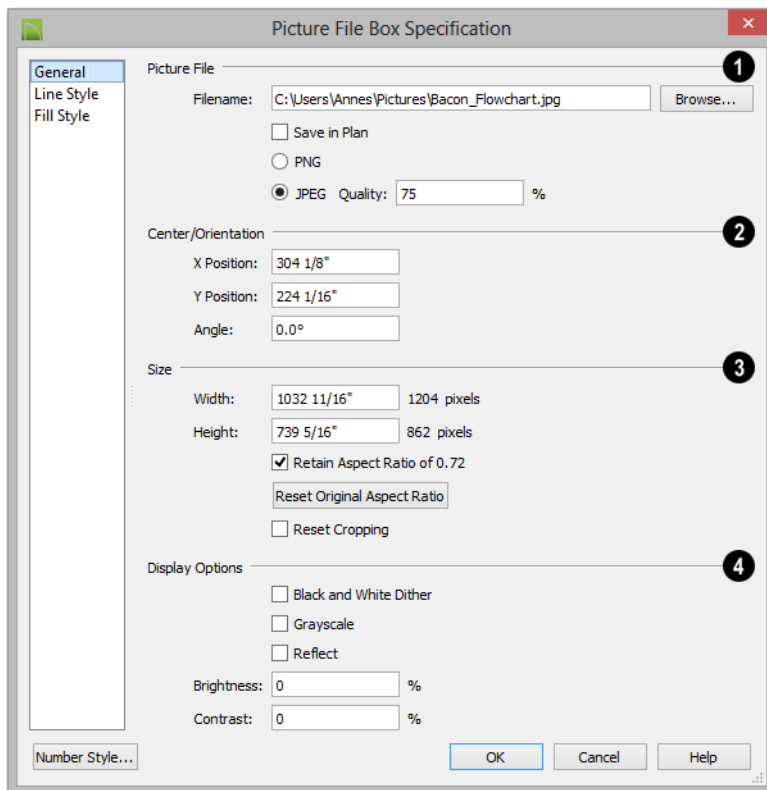 Picture File Box Specification
General
Line Style
Fill Style
Picture File
1
Filename: C:\Users\Annes\Pictures\Bacon_Flowchart.jpg Browse...
Save in Plan
PNG
JPEG Quality: 75 %
Center/Orientation
2
X Position: 304 1/8"
Y Position: 224 1/16"
Angle: 0.0°
Size
3
Width: 1032 11/16" 1204 pixels
Height: 739 5/16" 862 pixels
Retain Aspect Ratio of 0.72
Reset Original Aspect Ratio
Reset Cropping
Display Options
4
Black and White Dither
Grayscale
Reflect
Brightness: 0 %
Contrast: 0 %
Number Style... OK Cancel Help